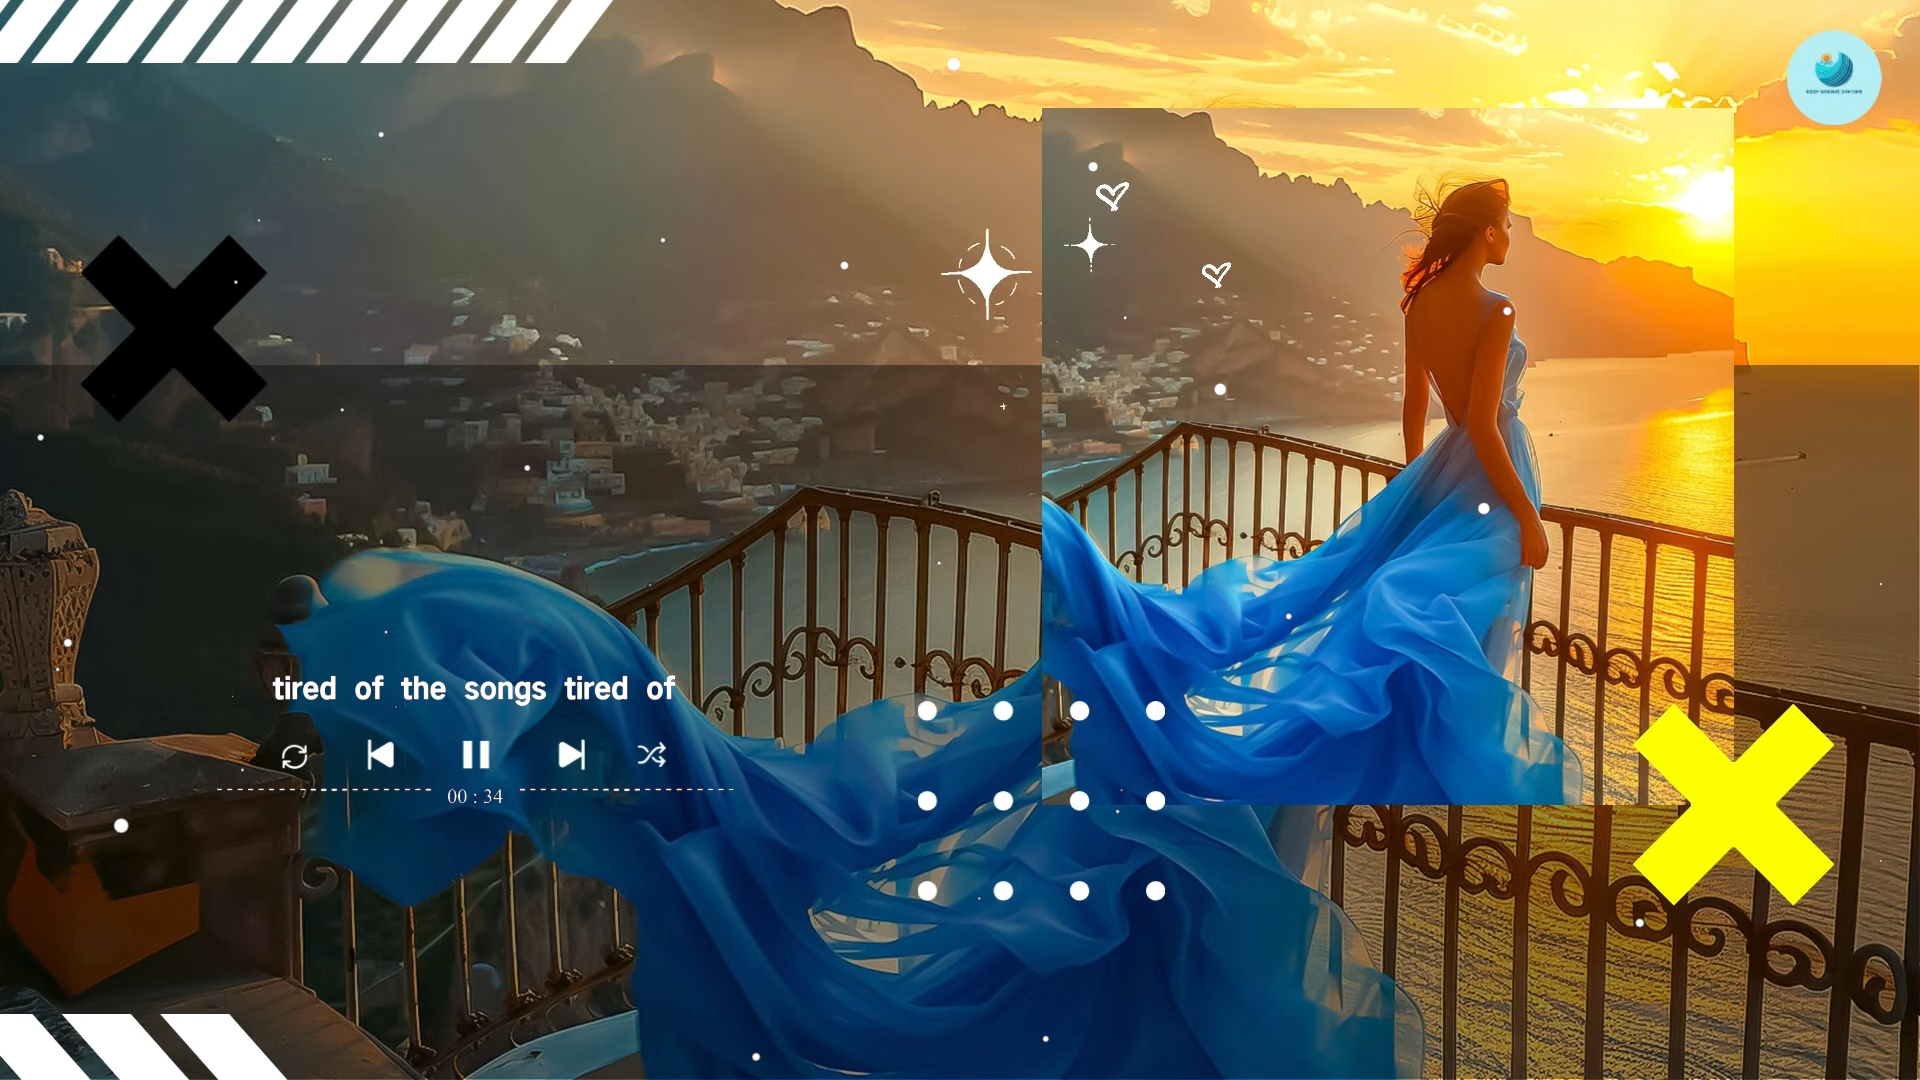 tired of the songs tired of
00 : 34